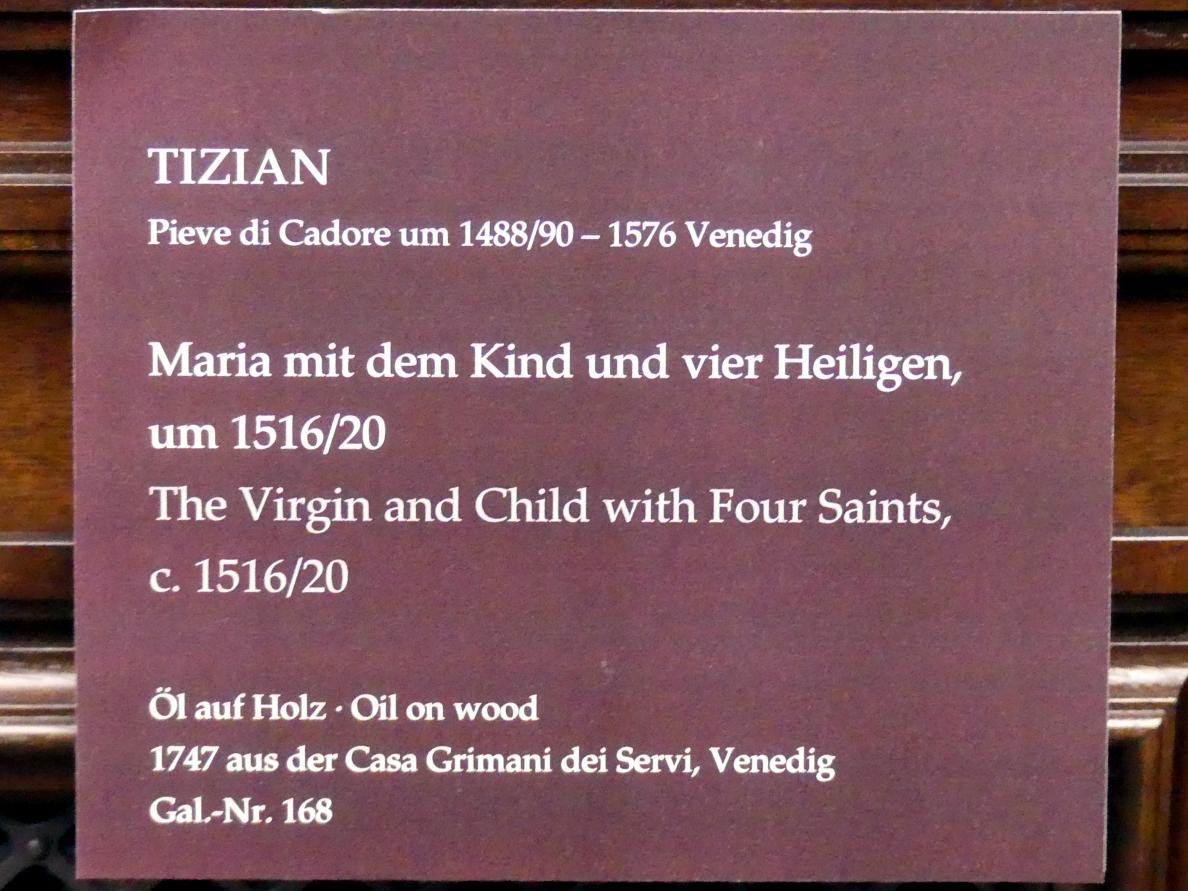 TIZIAN
Pieve di Cadore um 1488/90 – 1576 Venedig
Maria mit dem Kind und vier Heiligen,
um 1516/20
The Virgin and Child with Four Saints,
c. 1516/20
Öl auf Holz · Oil on wood
1747 aus der Casa Grimani dei Servi, Venedig
Gal.-Nr. 168